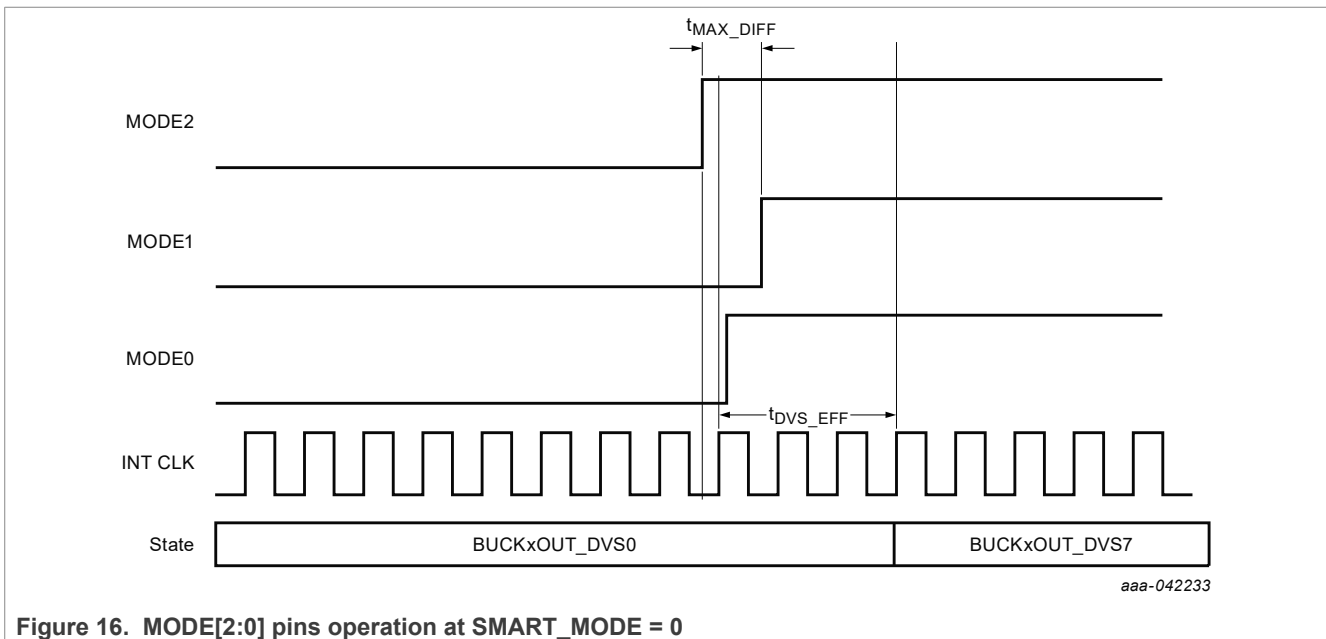 tMAX_DIFF
MODE2
MODE1
MODE0
tDVS_EFF
INT CLK
State
BUCKxOUT_DVS0
BUCKxOUT_DVS7
aaa-042233
Figure 16. MODE[2:0] pins operation at SMART_MODE = 0